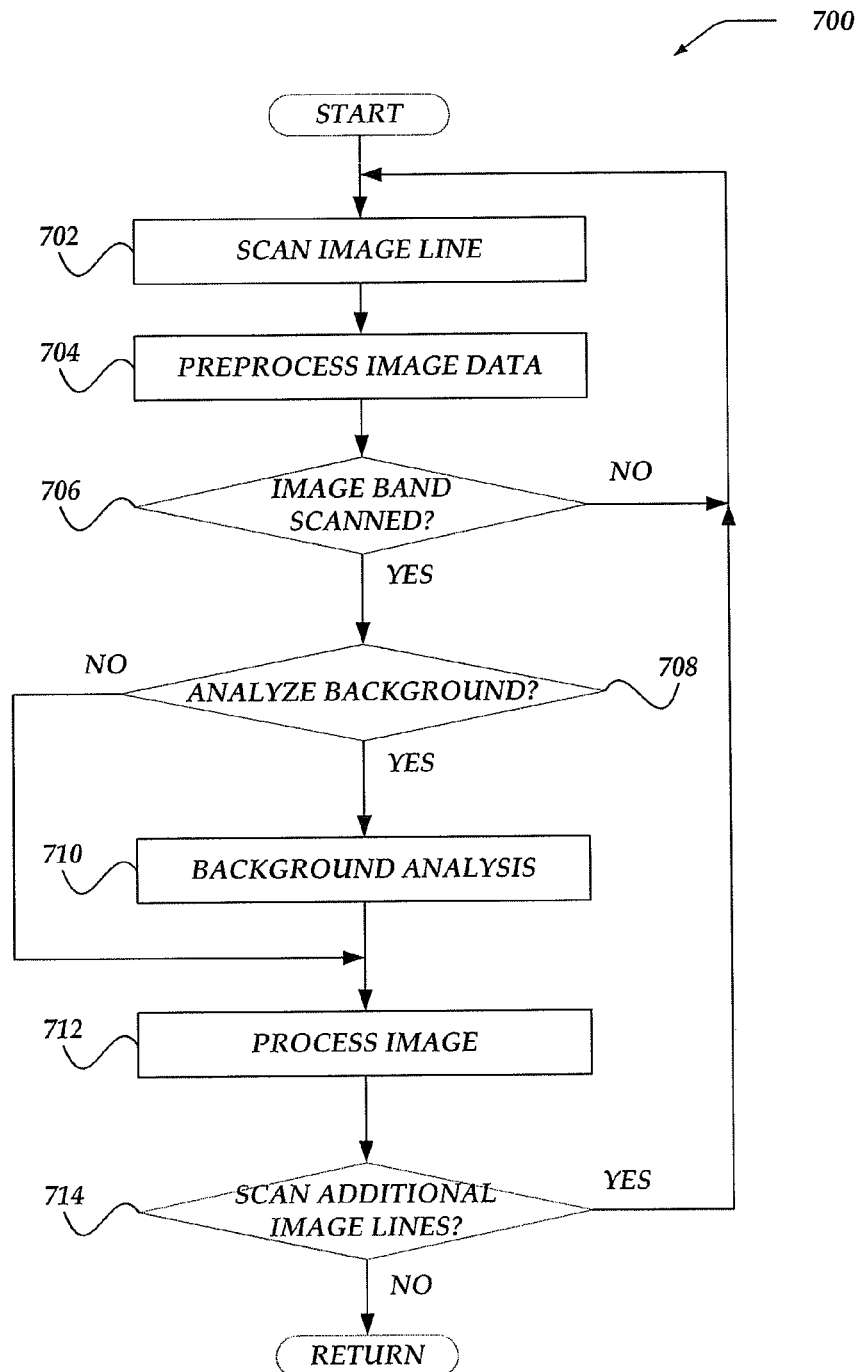 700
START
702
SCAN IMAGE LINE
704
PREPROCESS IMAGE DATA
706
IMAGE BAND
SCANNED?
NO
YES
NO
ANALYZE BACKGROUND?
708
YES
710
BACKGROUND ANALYSIS
712
PROCESS IMAGE
714
SCAN ADDITIONAL
IMAGE LINES?
YES
NO
RETURN